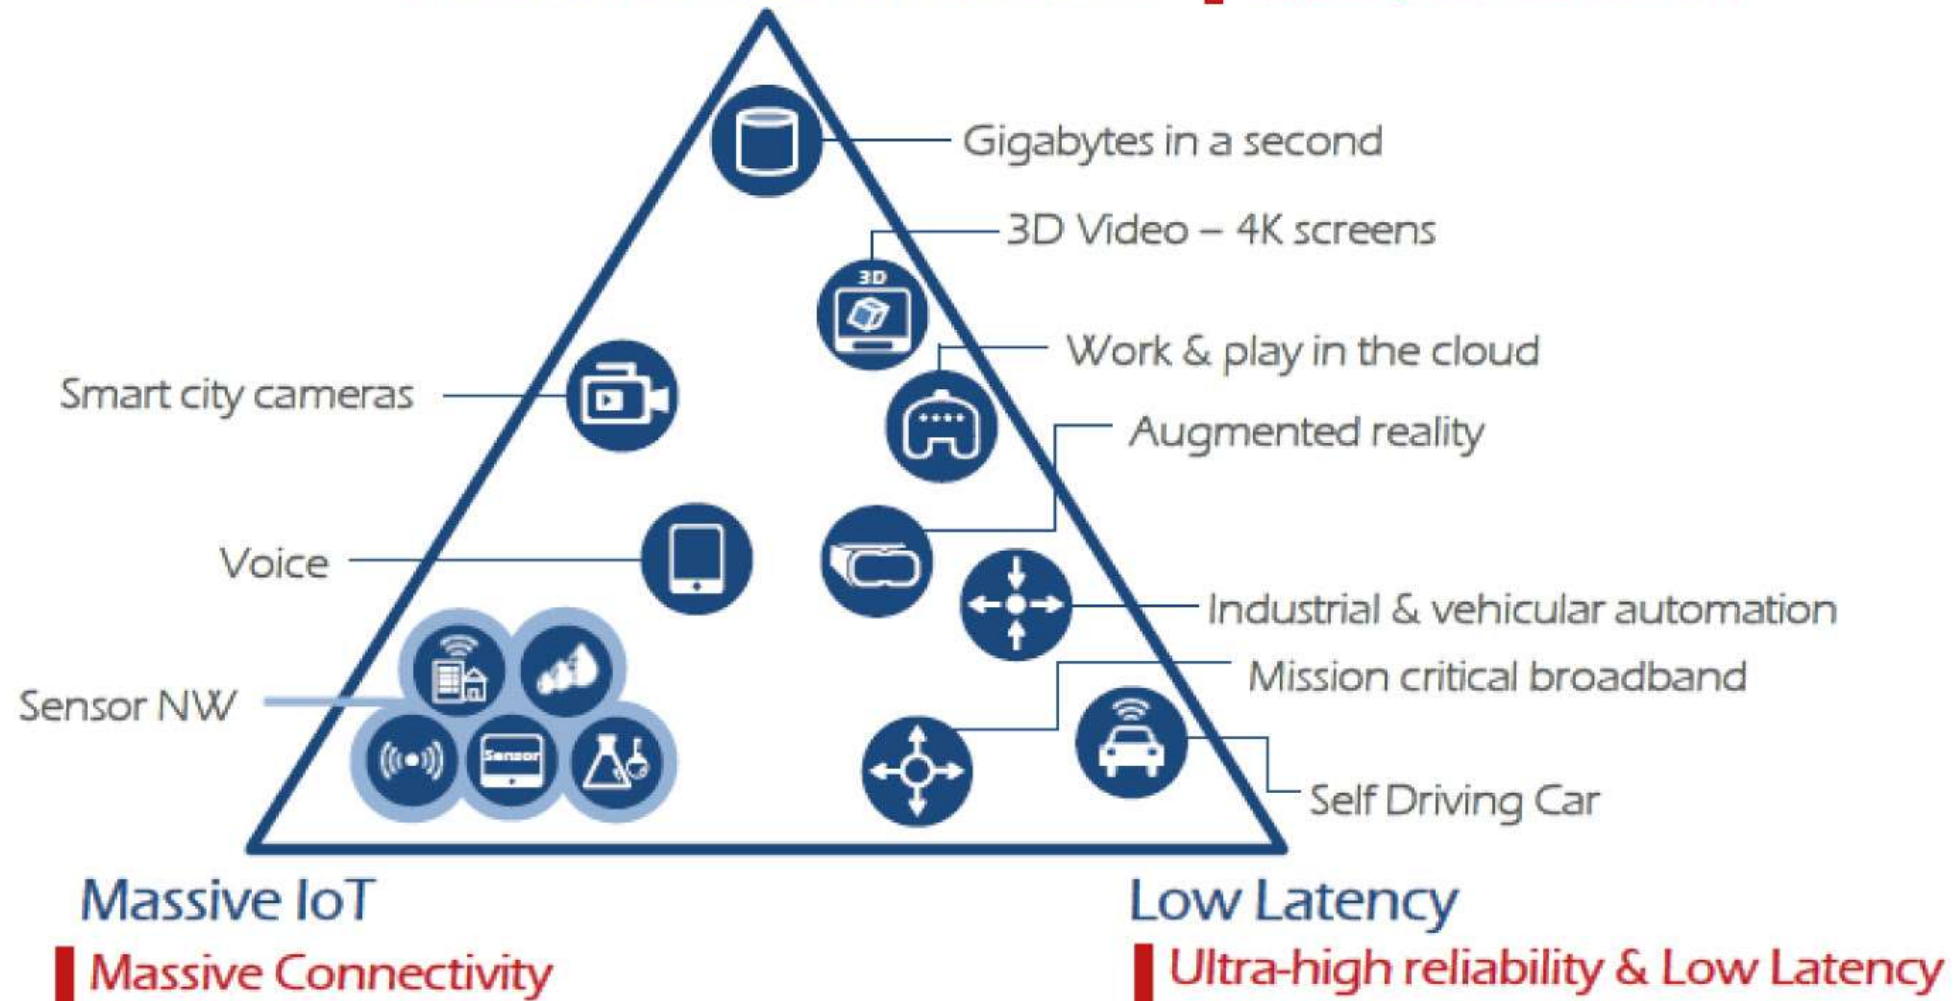 Gigabytes in a second
3D Video – 4K screens
3D
Work & play in the cloud
Smart city cameras
Augmented reality
Voice
Industrial & vehicular automation
Mission critical broadband
Sensor NW
Sensor
Self Driving Car
Massive IoT
Low Latency
Massive Connectivity
Ultra-high reliability & Low Latency